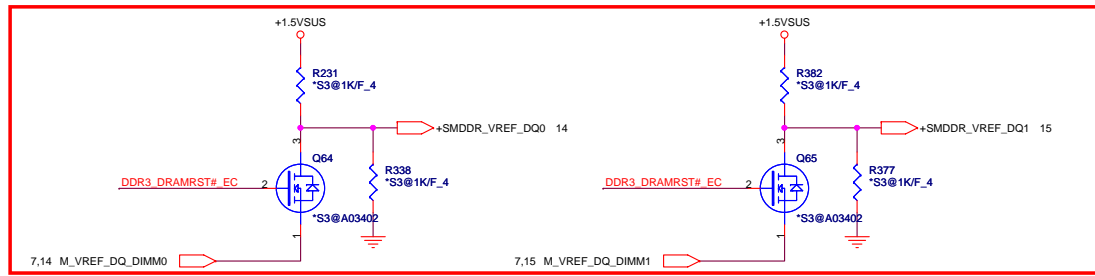 +1.5VSUS
R231
*S3@1K/F_4
+SMDDR_VREF_DQ0 14
3
Q64
R338
*S3@1K/F_4
DDR3_DRAMRST#_EC
2
*S3@A03402
1
7,14 M_VREF_DQ_DIMM0
+1.5VSUS
R382
*S3@1K/F_4
+SMDDR_VREF_DQ1 15
3
Q65
R377
*S3@1K/F_4
DDR3_DRAMRST#_EC
2
*S3@A03402
1
7,15 M_VREF_DQ_DIMM1